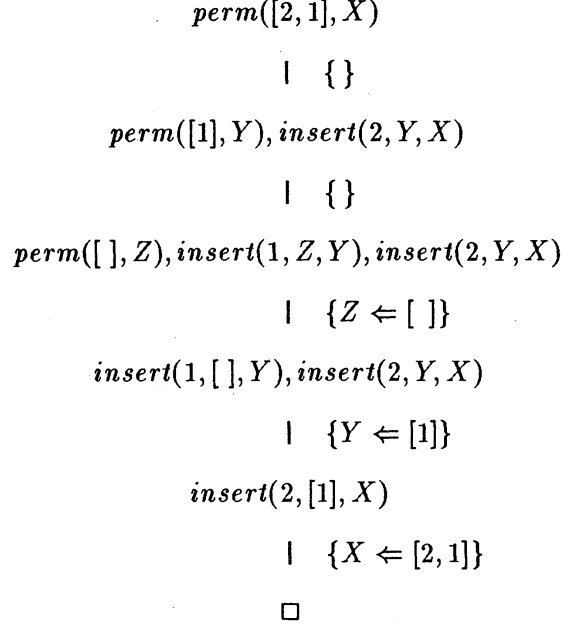 perm([2, 1], X)
| {}
perm([1], Y), insert(2, Y, X)
| {}
perm([ ], Z), insert(1, Z, Y), insert(2, Y, X)
| {Z ⇐ [ ]}
insert(1, [ ], Y), insert(2, Y, X)
| {Y ⇐ [1]}
insert(2, [1], X)
| {X ⇐ [2, 1]}
□